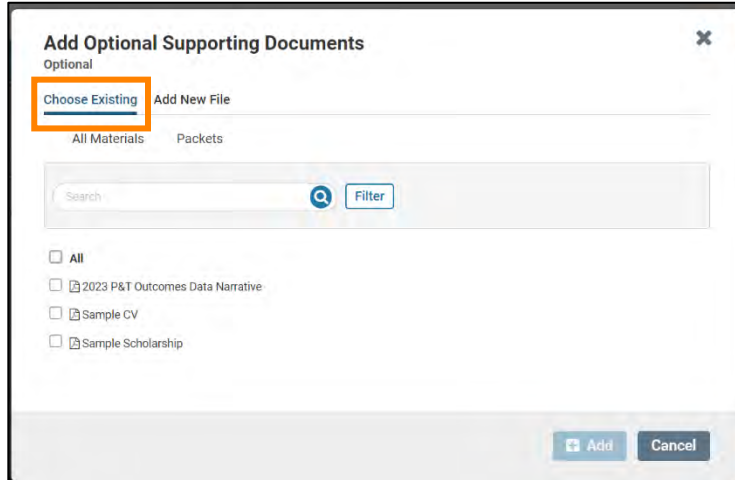 Add Optional Supporting Documents
Optional
Choose Existing Add New File
All Materials Packets
Search Filter
All
2023 P&T Outcomes Data Narrative
Sample CV
Sample Scholarship
Add Cancel